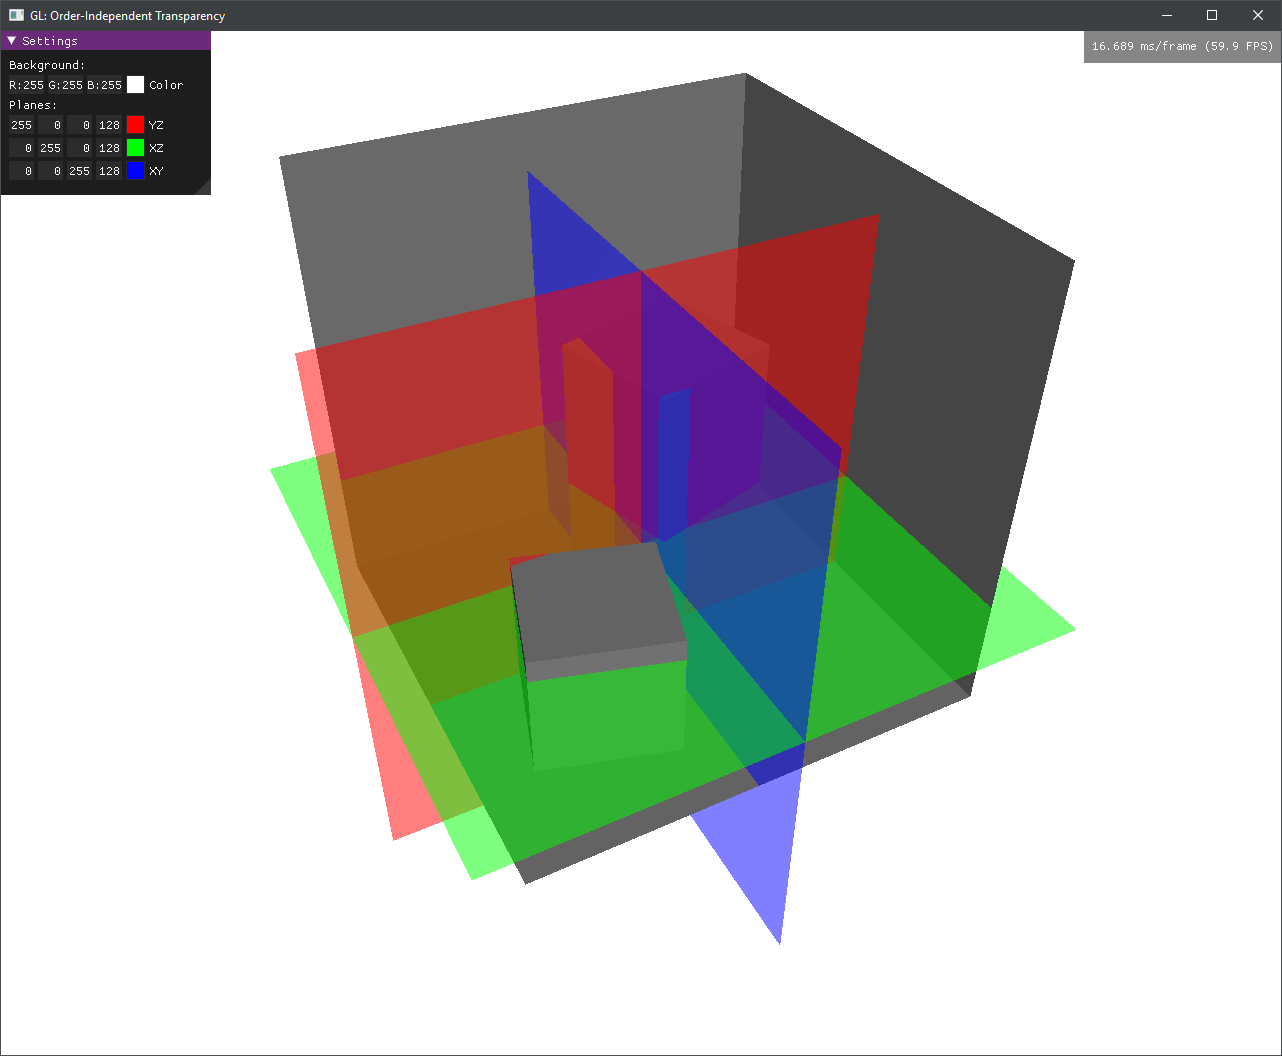 GL: Order-Independent Transparency
Settings
16.689 ms/frame (59.9 FPS)
Background:
R:255 G:255 B:255 Color
Planes:
255 0 0 128 YZ
0 255 0 128 XZ
0 0 255 128 XY